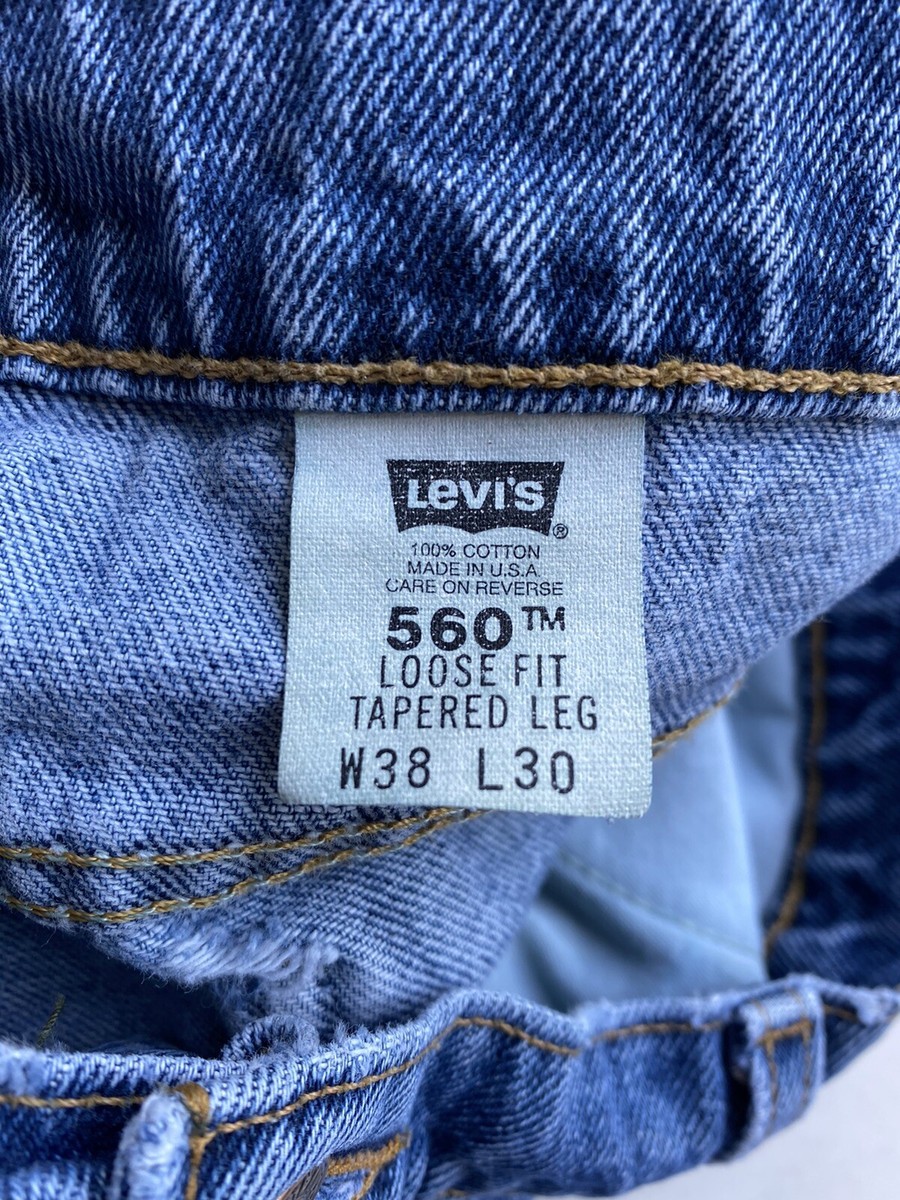 LEVI'S®
100% COTTON
MADE IN U.S.A
CARE ON REVERSE
560™
LOOSE FIT
TAPERED LEG
W38 L30